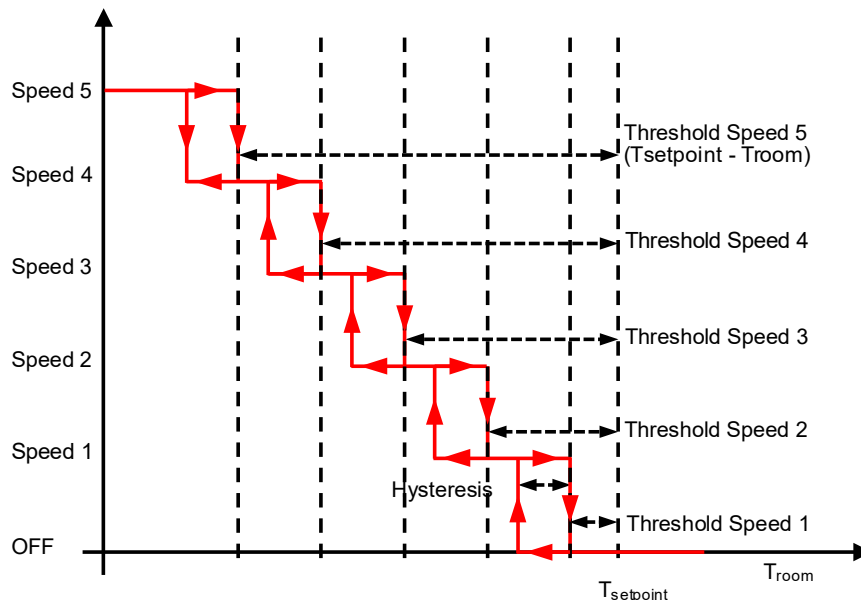 Speed 5
Threshold Speed 5
(Tsetpoint - Troom)
Speed 4
Threshold Speed 4
Speed 3
Threshold Speed 3
Speed 2
Threshold Speed 2
Speed 1
Hysteresis
Threshold Speed 1
OFF
Troom
Tsetpoint